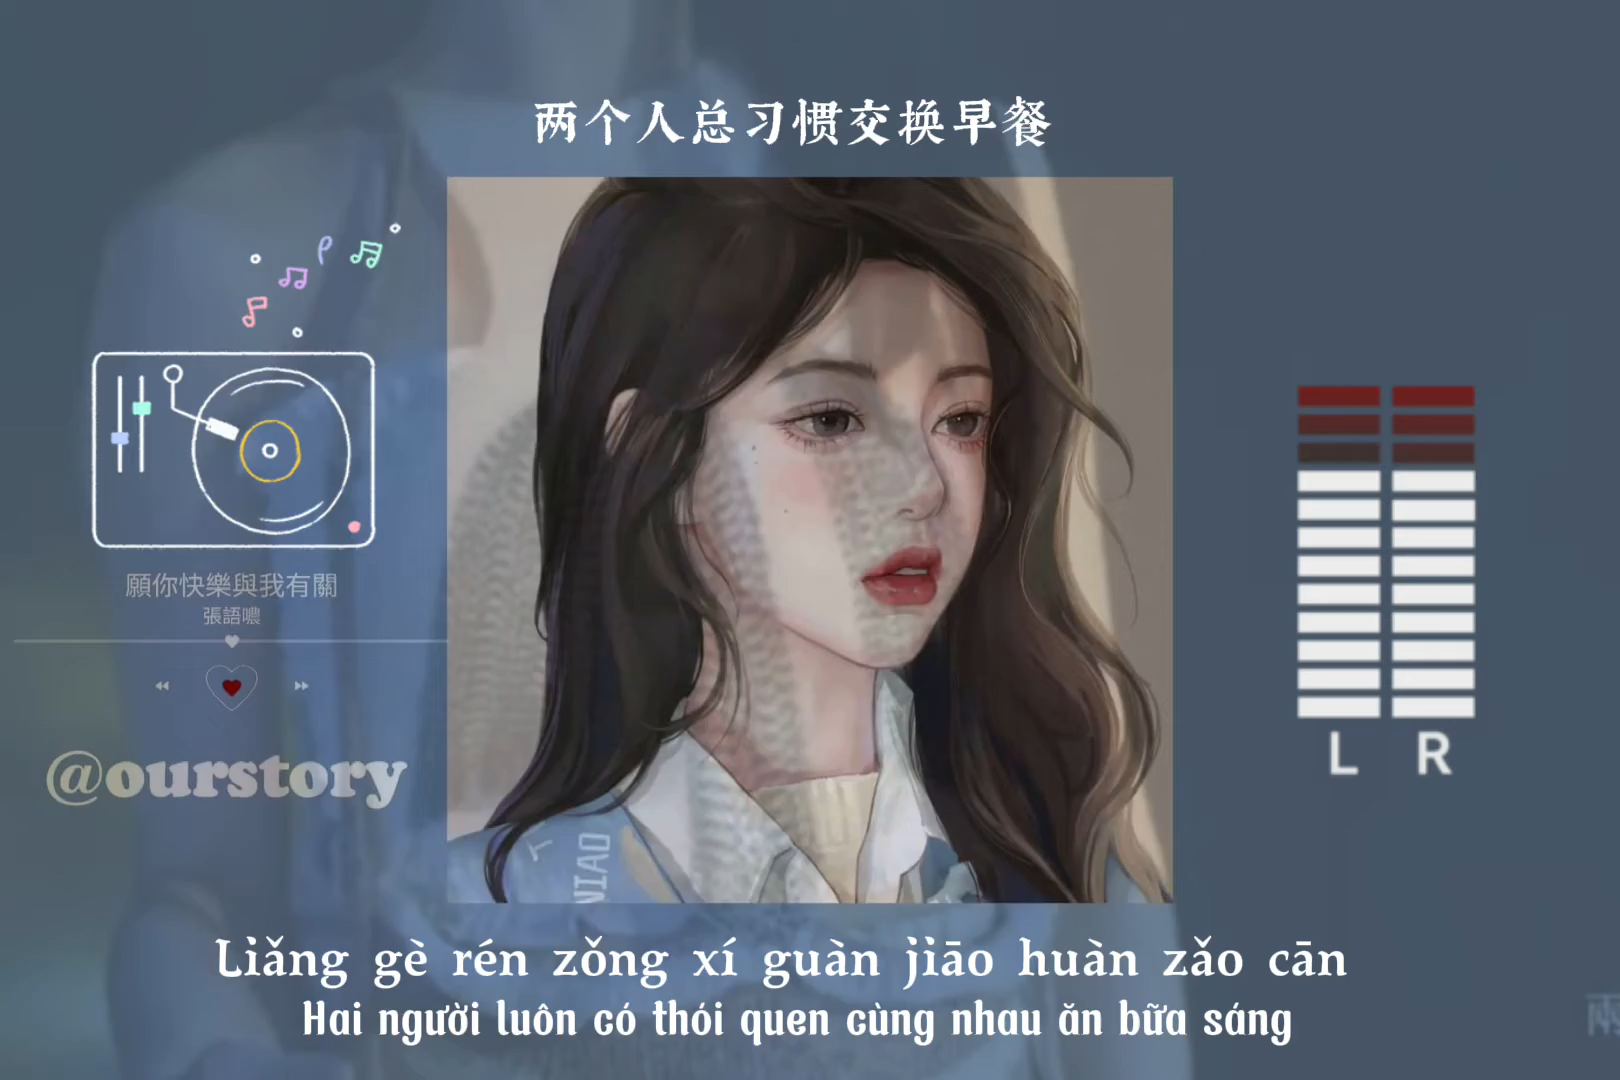 两个人总习惯交换早餐
願你快樂與我有關
張語噥
@ourstory
NIAO
L R
Liǎng gè rén zǒng xí guàn jiāo huàn zǎo cān
Hai người luôn có thói quen cùng nhau ăn bữa sáng